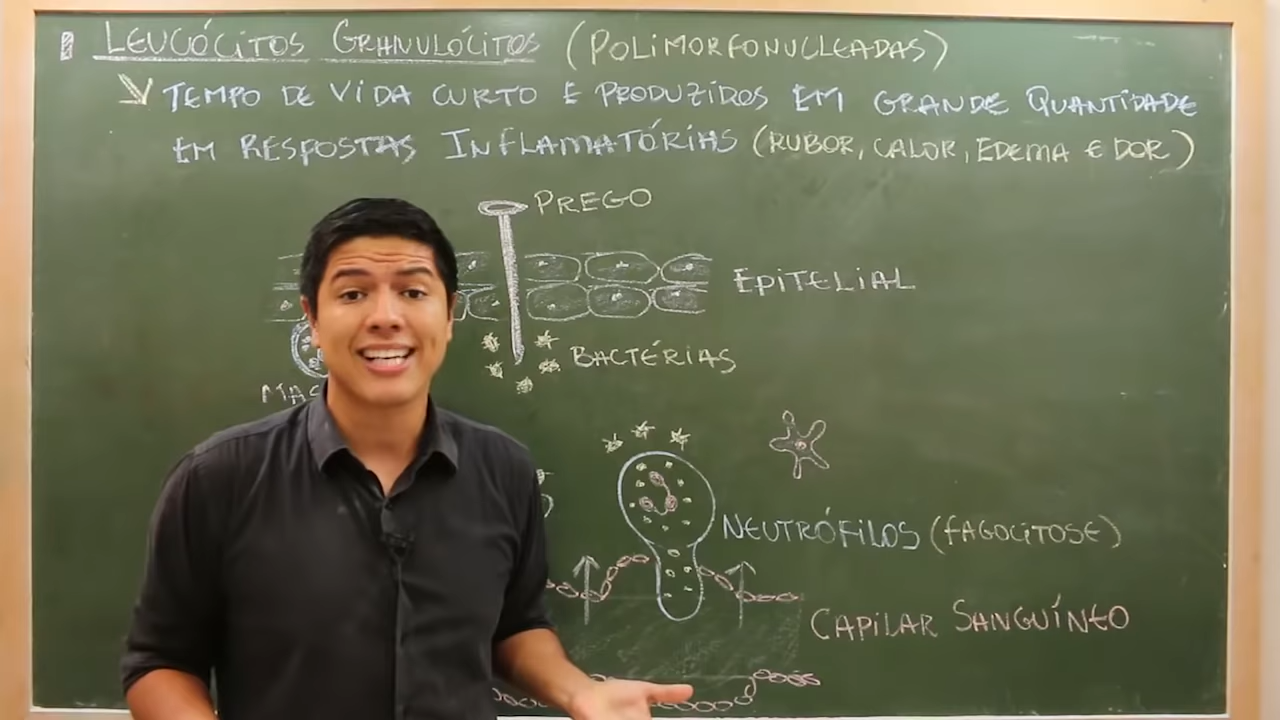 LEUCÓCITOS GRANULÓCITOS (POLIMORFONUCLEADAS)
TEMPO DE VIDA CURTO E PRODUZIDOS EM GRANDE QUANTIDADE
EM RESPOSTAS INFLAMATÓRIAS (RUBOR, CALOR, EDEMA E DOR)
PREGO
EPITELIAL
BACTÉRIAS
NEUTRÓFILOS (FAGOCITOSE)
CAPILAR SANGUÍNEO